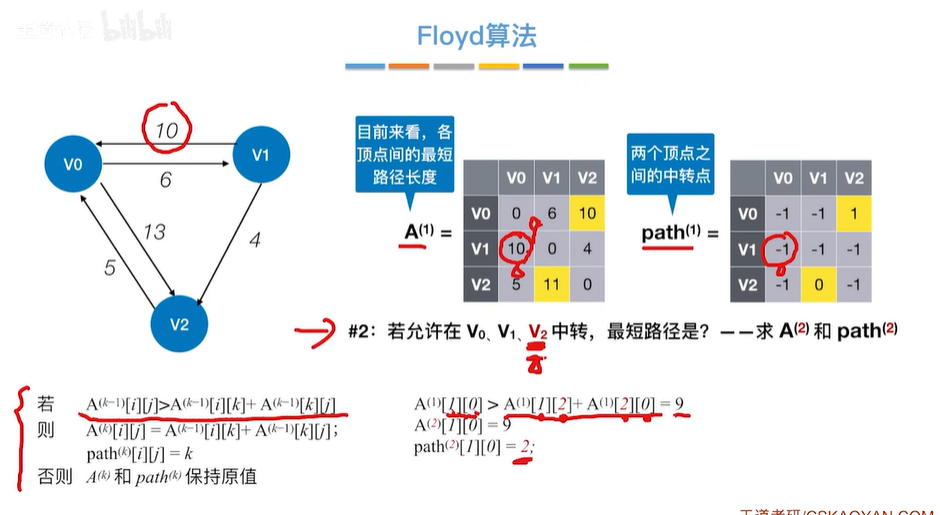 bilibili
Floyd算法
10
V0
V1
6
13
4
5
V2
目前来看,各
顶点间的最短
路径长度
A(1) =
V0 V1 V2
V0 0 6 10
V1 10 0 4
V2 5 11 0
两个顶点之
间的中转点
path(1) =
V0 V1 V2
V0 -1 -1 1
V1 -1 -1 -1
V2 -1 0 -1
#2:若允许在 V0、V1、V2 中转,最短路径是?——求 A(2) 和 path(2)
若 A(k−1)[i][j]>A(k−1)[i][k]+ A(k−1)[k][j]
则 A(k)[i][j] = A(k−1)[i][k]+ A(k−1)[k][j];
path(k)[i][j] = k
否则 A(k) 和 path(k) 保持原值
A(1)[1][0] > A(1)[1][2]+ A(1)[2][0] = 9
A(2)[1][0] = 9
path(2)[1][0] = 2;
王道考研/CSKAOYAN.COM